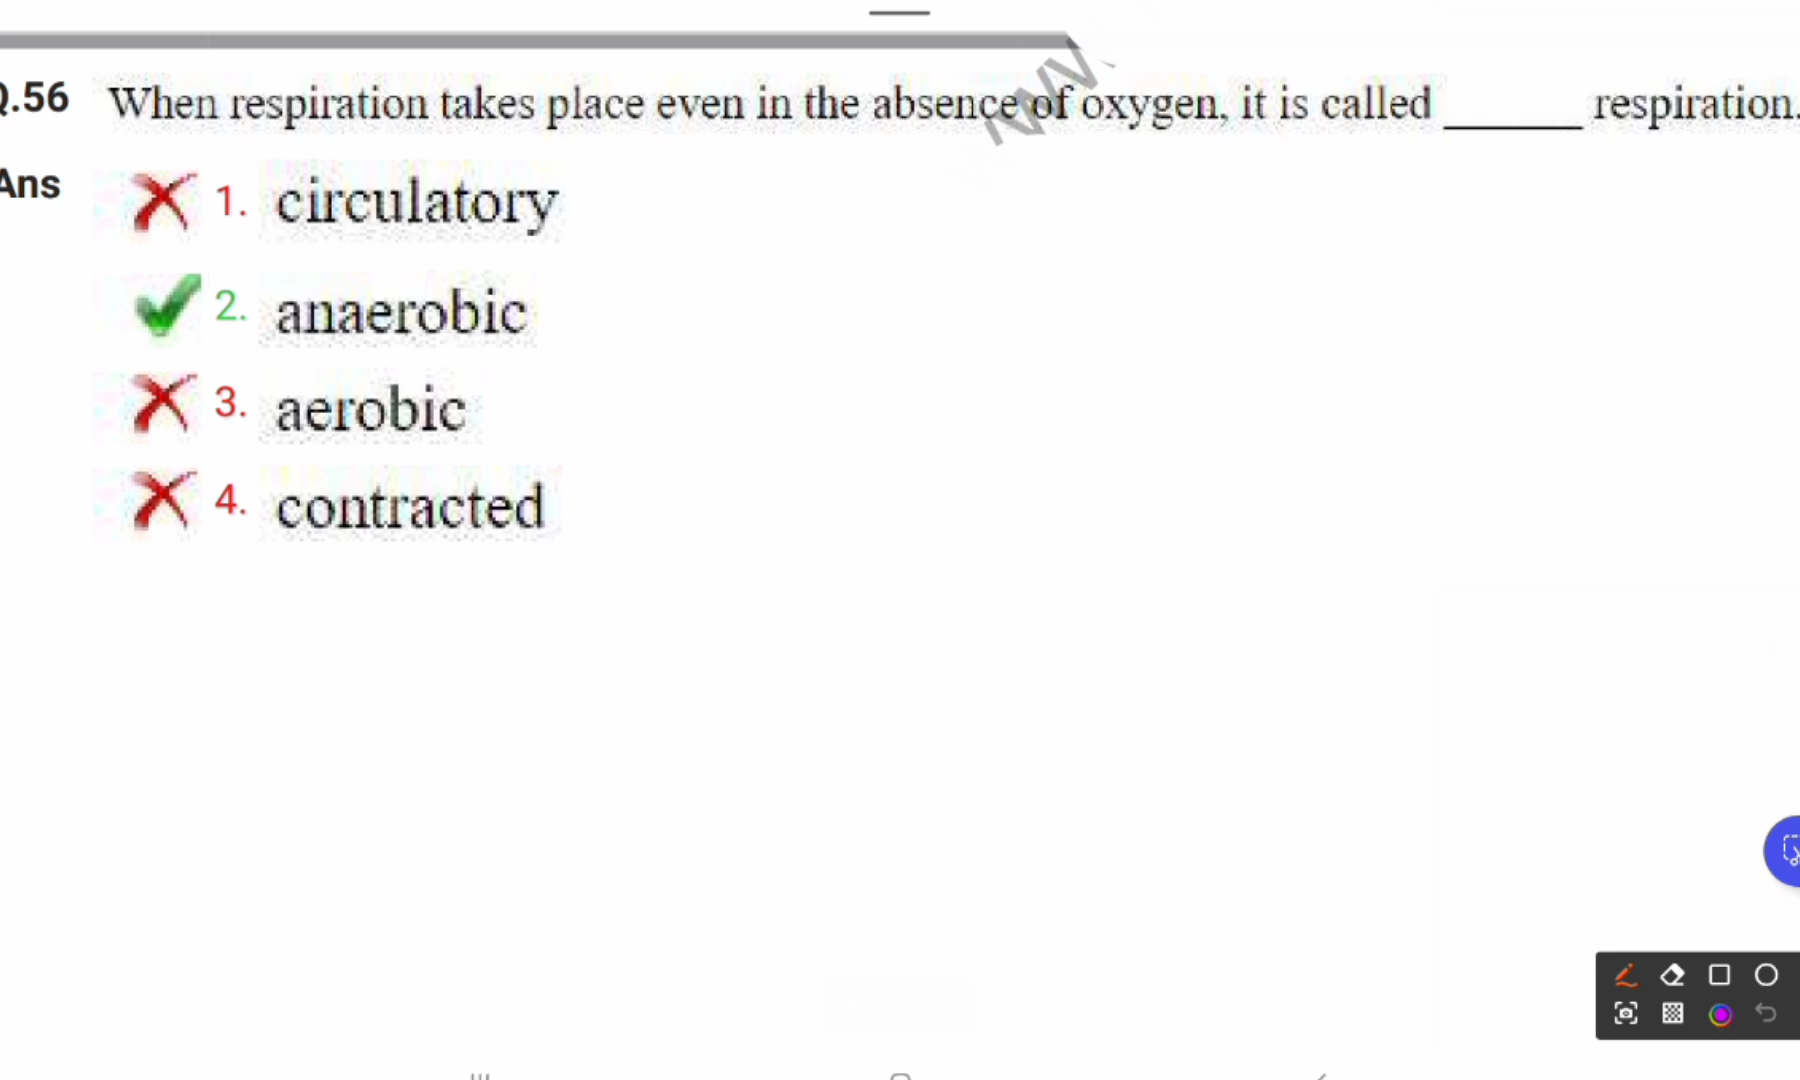 Q.56 When respiration takes place even in the absence of oxygen, it is called ______ respiration.
Ans
1. circulatory
2. anaerobic
3. aerobic
4. contracted